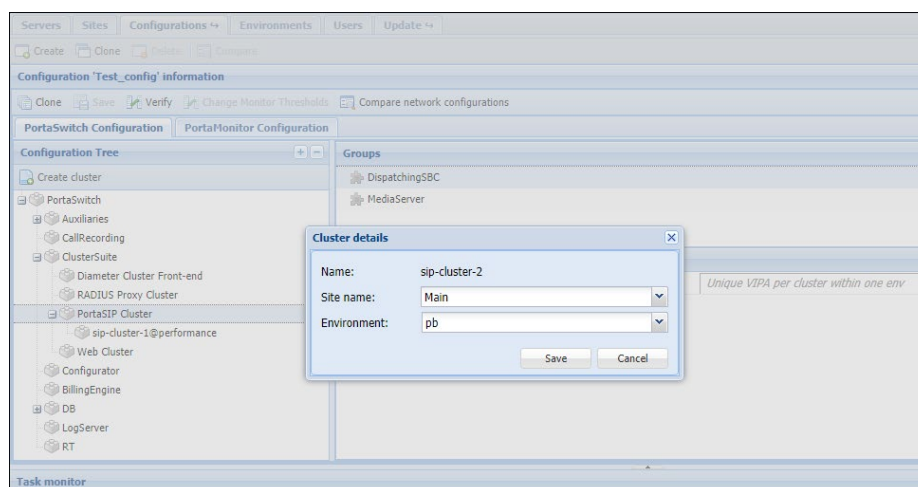 Servers Sites Configurations ↪ Environments Users Update ↪
Create Clone Delete Compare
Configuration 'Test_config' information
Clone Save Verify Change Monitor Thresholds Compare network configurations
PortaSwitch Configuration PortaMonitor Configuration
Configuration Tree
Groups
Create cluster
DispatchingSBC
PortaSwitch
MediaServer
Auxiliaries
CallRecording
Cluster details
ClusterSuite
Name: sip-cluster-2
Diameter Cluster Front-end
Unique VIPA per cluster within one env
RADIUS Proxy Cluster
Site name: Main
PortaSIP Cluster
Environment: pb
sip-cluster-1@performance
Web Cluster
Save Cancel
Configurator
BillingEngine
DB
LogServer
RT
Task monitor